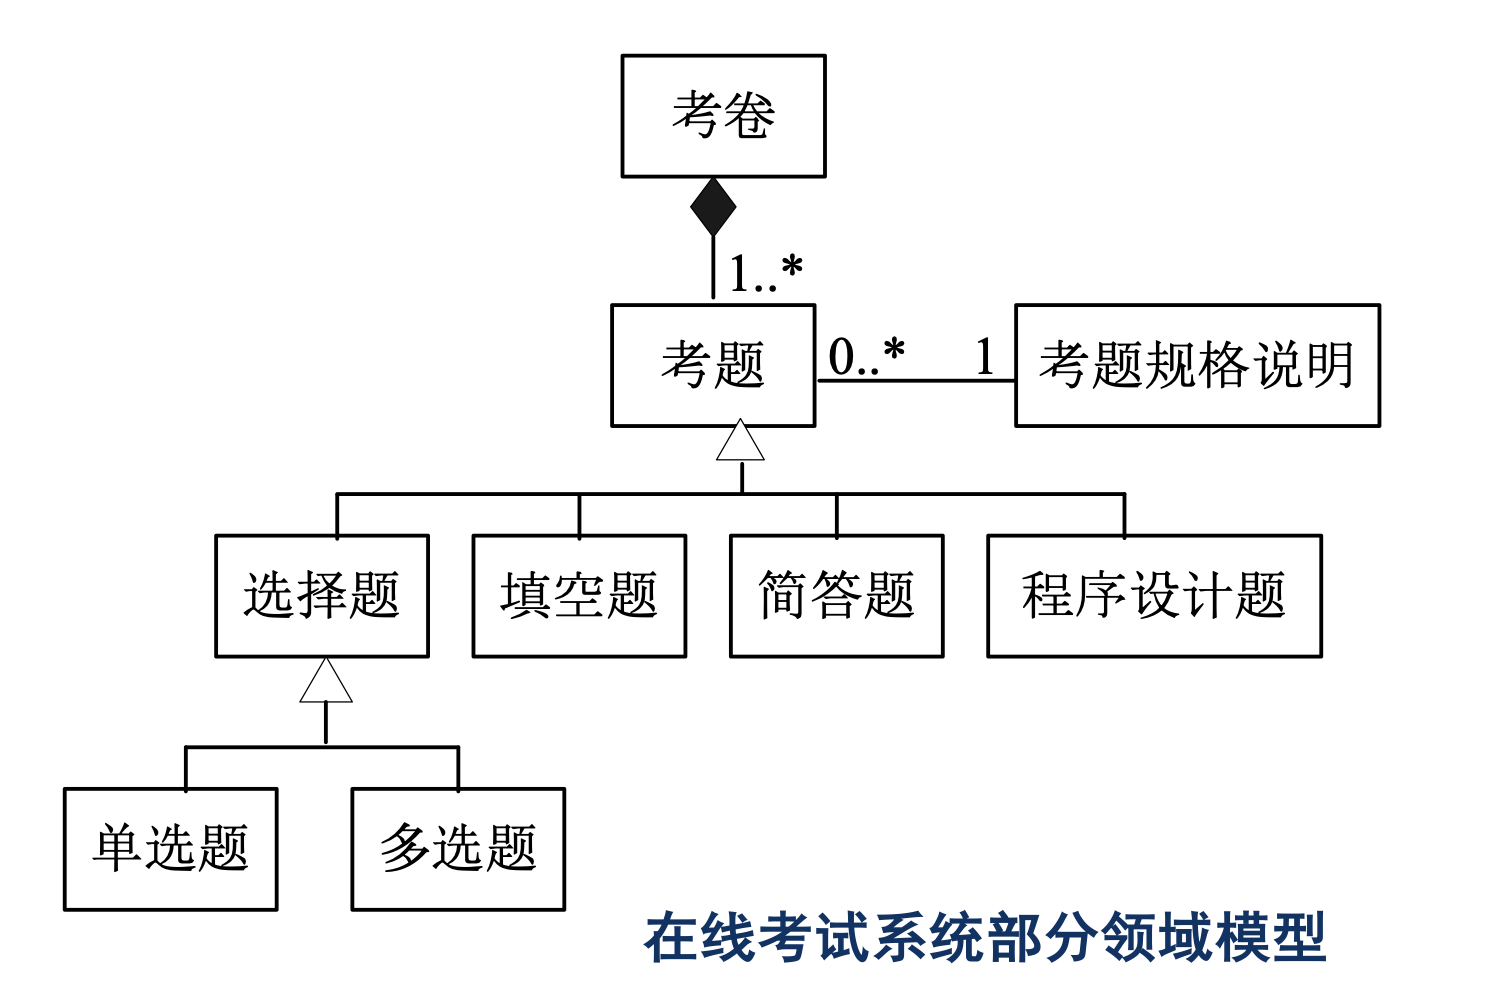 考卷
1..*
考题
0..* 1
考题规格说明
选择题
填空题
简答题
程序设计题
单选题
多选题
在线考试系统部分领域模型